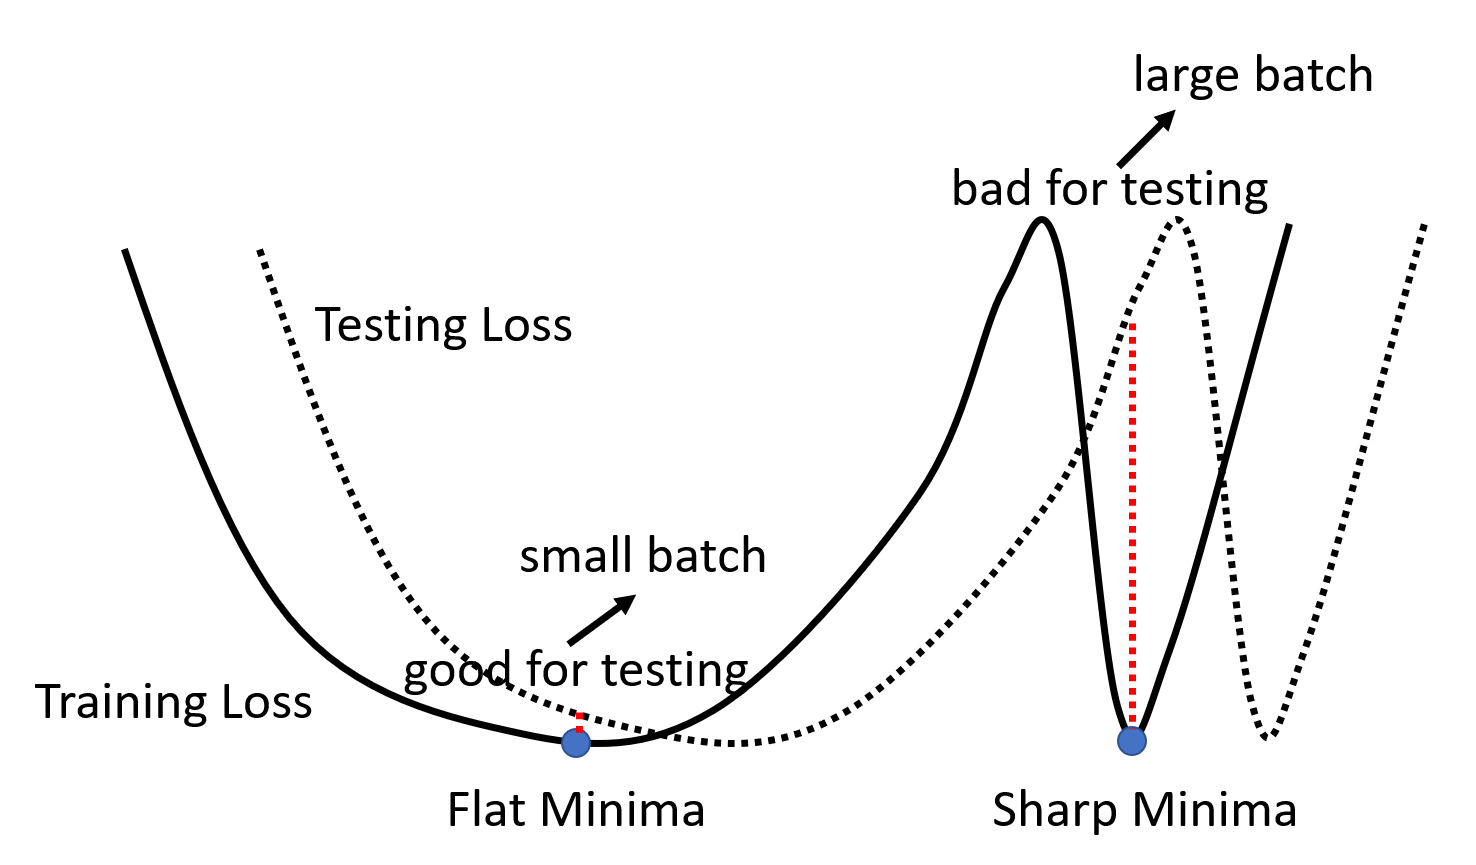 large batch
bad for testing
Testing Loss
small batch
good for testing
Training Loss
Flat Minima
Sharp Minima